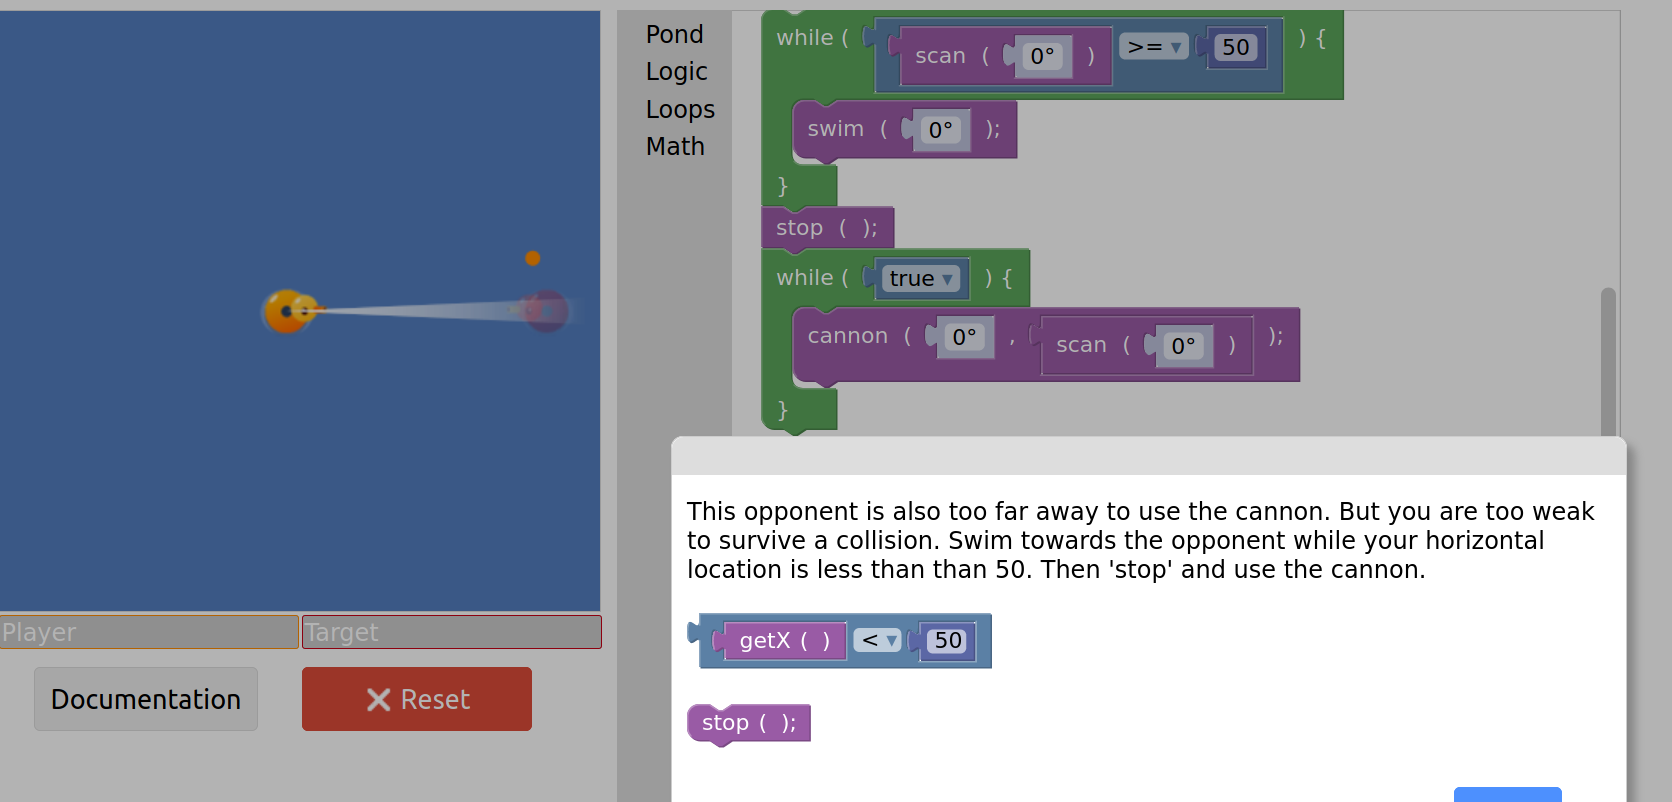 Pond
Logic
Loops
Math
while ( scan ( 0° ) >= ▾ 50 ) {
swim ( 0° );
}
stop ( );
while ( true ▾ ) {
cannon ( 0° , scan ( 0° ) );
}
Player
Target
Documentation
Reset
This opponent is also too far away to use the cannon. But you are too weak
to survive a collision. Swim towards the opponent while your horizontal
location is less than than 50. Then 'stop' and use the cannon.
getX ( ) < ▾ 50
stop ( );